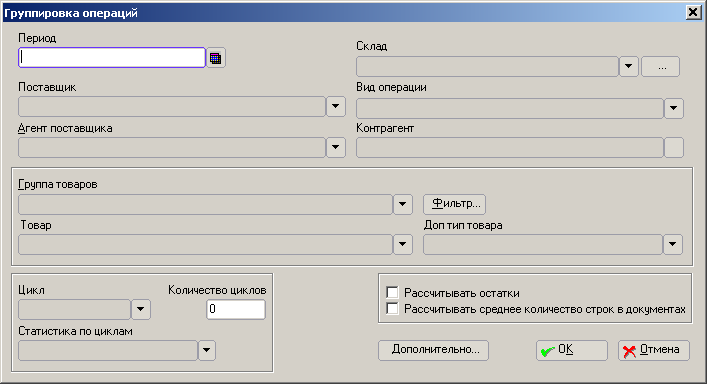 Группировка операций
Период
Склад
...
Поставщик
Вид операции
Агент поставщика
Контрагент
Группа товаров
Фильтр...
Товар
Доп тип товара
Цикл
Количество циклов
0
Рассчитывать остатки
Рассчитывать среднее количество строк в документах
Статистика по циклам
Дополнительно...
OK
Отмена